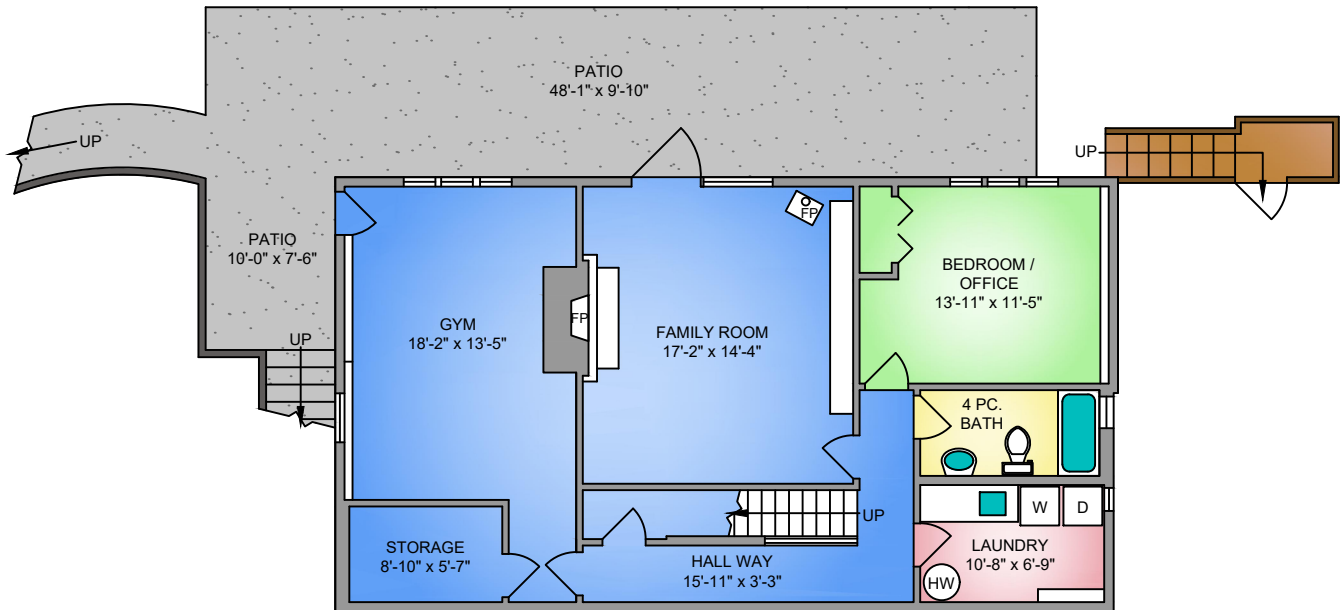 PATIO
48'-1" x 9'-10"
UP
UP
PATIO
10'-0" x 7'-6"
UP
FP
BEDROOM /
OFFICE
13'-11" x 11'-5"
GYM
18'-2" x 13'-5"
FP
FAMILY ROOM
17'-2" x 14'-4"
4 PC.
BATH
W
D
UP
STORAGE
8'-10" x 5'-7"
HALL WAY
15'-11" x 3'-3"
LAUNDRY
10'-8" x 6'-9"
HW